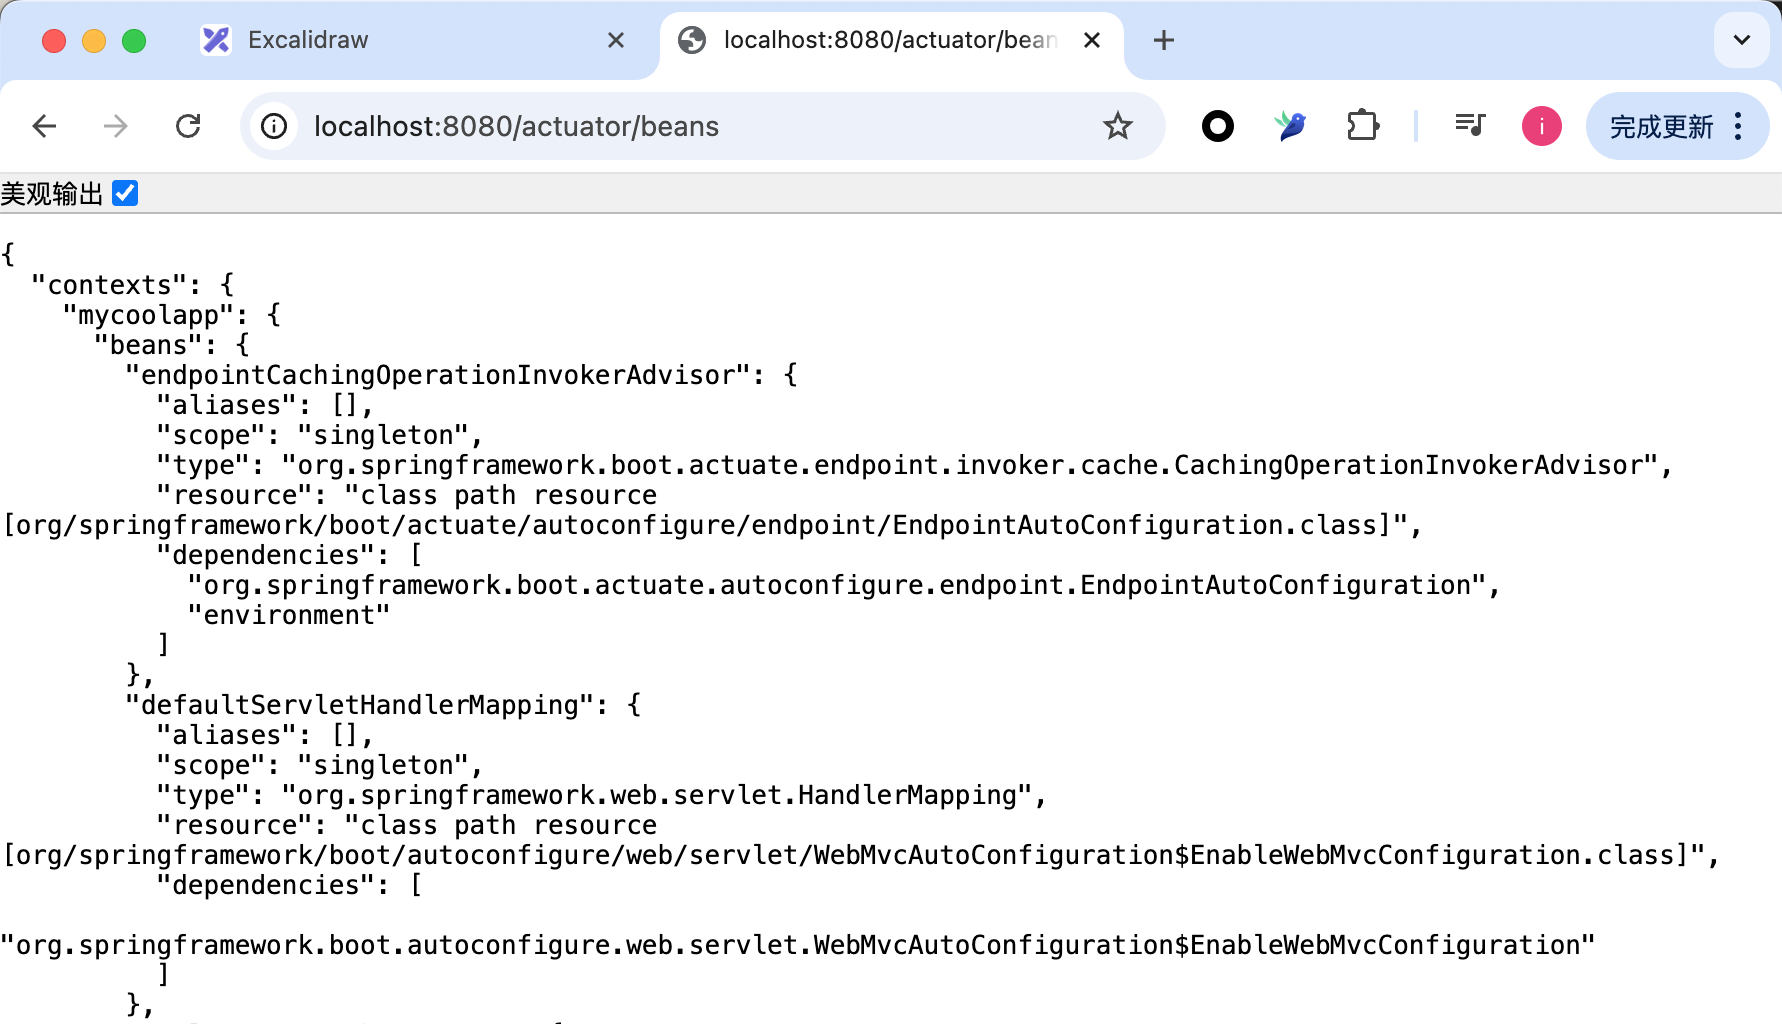 Excalidraw
localhost:8080/actuator/bean
localhost:8080/actuator/beans
i
完成更新
美观输出
{
  "contexts": {
    "mycoolapp": {
      "beans": {
        "endpointCachingOperationInvokerAdvisor": {
          "aliases": [],
          "scope": "singleton",
          "type": "org.springframework.boot.actuate.endpoint.invoker.cache.CachingOperationInvokerAdvisor",
          "resource": "class path resource
[org/springframework/boot/actuate/autoconfigure/endpoint/EndpointAutoConfiguration.class]",
          "dependencies": [
            "org.springframework.boot.actuate.autoconfigure.endpoint.EndpointAutoConfiguration",
            "environment"
          ]
        },
        "defaultServletHandlerMapping": {
          "aliases": [],
          "scope": "singleton",
          "type": "org.springframework.web.servlet.HandlerMapping",
          "resource": "class path resource
[org/springframework/boot/autoconfigure/web/servlet/WebMvcAutoConfiguration$EnableWebMvcConfiguration.class]",
          "dependencies": [
"org.springframework.boot.autoconfigure.web.servlet.WebMvcAutoConfiguration$EnableWebMvcConfiguration"
          ]
        },